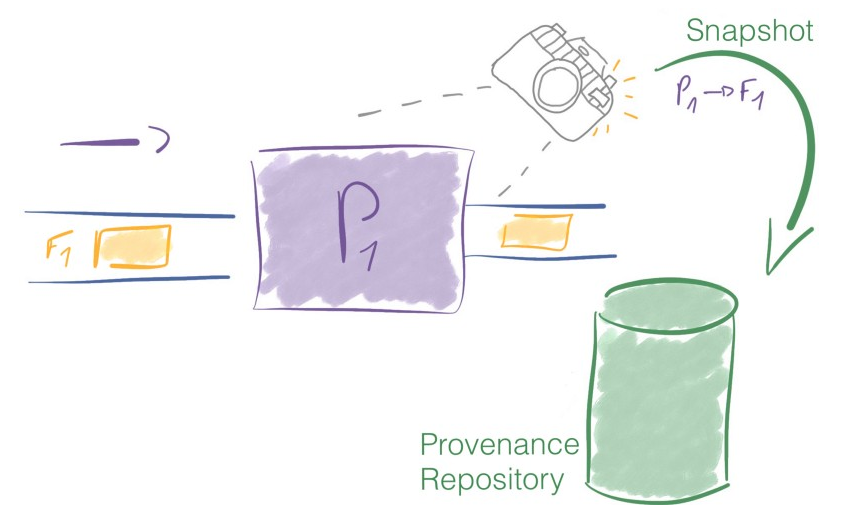 Snapshot
P1 → F1
P1
F1
Provenance
Repository